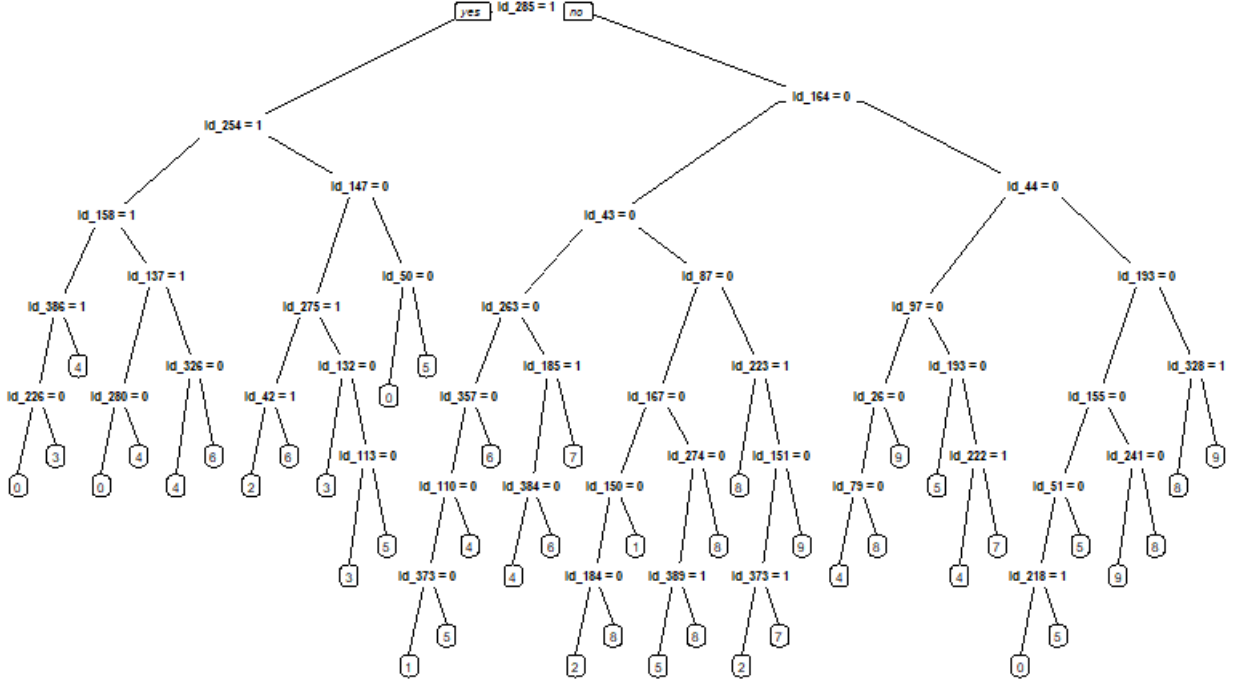 yes Id_285 = 1 no
Id_164 = 0
Id_254 = 1
Id_147 = 0 Id_44 = 0
Id_158 = 1 Id_43 = 0
Id_137 = 1 Id_50 = 0 Id_87 = 0 Id_193 = 0
Id_386 = 1 Id_275 = 1 Id_263 = 0 Id_97 = 0
4 Id_326 = 0 Id_132 = 0 5 Id_185 = 1 Id_223 = 1 Id_193 = 0 Id_328 = 1
Id_226 = 0 Id_280 = 0 Id_42 = 1 0 Id_357 = 0 Id_167 = 0 Id_26 = 0 Id_155 = 0
3 4 6 6 Id_113 = 0 6 7 Id_274 = 0 Id_151 = 0 9 Id_222 = 1 Id_241 = 0 9
0 0 4 2 3 Id_110 = 0 Id_384 = 0 Id_150 = 0 8 Id_79 = 0 5 Id_51 = 0 8
5 4 6 1 8 9 8 7 5 8
3 Id_373 = 0 4 Id_184 = 0 Id_389 = 1 Id_373 = 1 4 4 Id_218 = 1 9
5 8 8 7 5
1 2 5 2 0